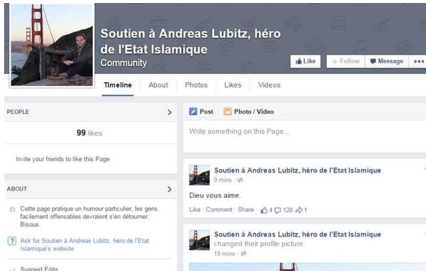 Soutien à Andreas Lubitz, héro
de l'Etat Islamique
Community
Like Follow Message
Timeline About Photos Likes Videos
PEOPLE
99 likes
Invite your friends to like this Page
ABOUT
Cette page pratique un humour particulier. les gens
facilement offensables devraient s'en détourner.
Bisous.
Ask for Soutien à Andreas Lubitz, héro de l'Etat
Islamique's website
Suggest Edits
Post Photo / Video
Write something on this Page...
Soutien à Andreas Lubitz, héro de l'Etat Islamique
9 mins ·
Dieu vous aime.
Like · Comment · Share · 4 128 1
Soutien à Andreas Lubitz, héro de l'Etat Islamique
changed their profile picture.
19 mins ·